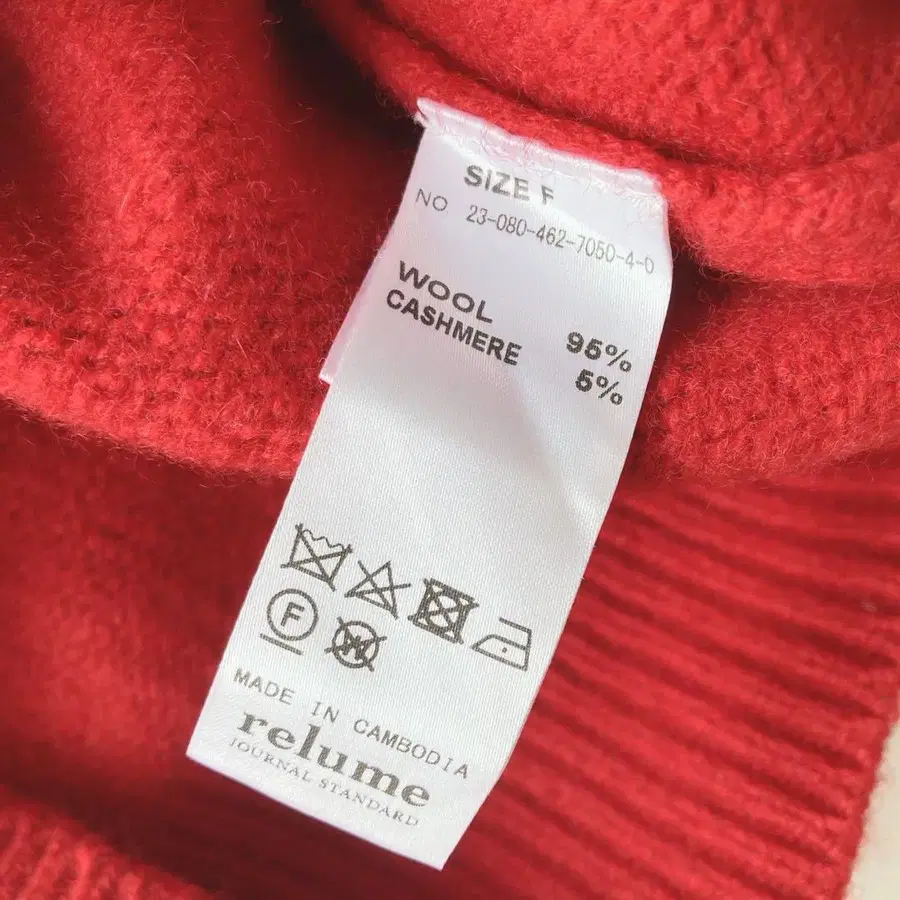 SIZE F
NO 23-080-462-7050-4-0
WOOL 95%
CASHMERE 5%
F
W
MADE IN CAMBODIA
relume
JOURNAL STANDARD